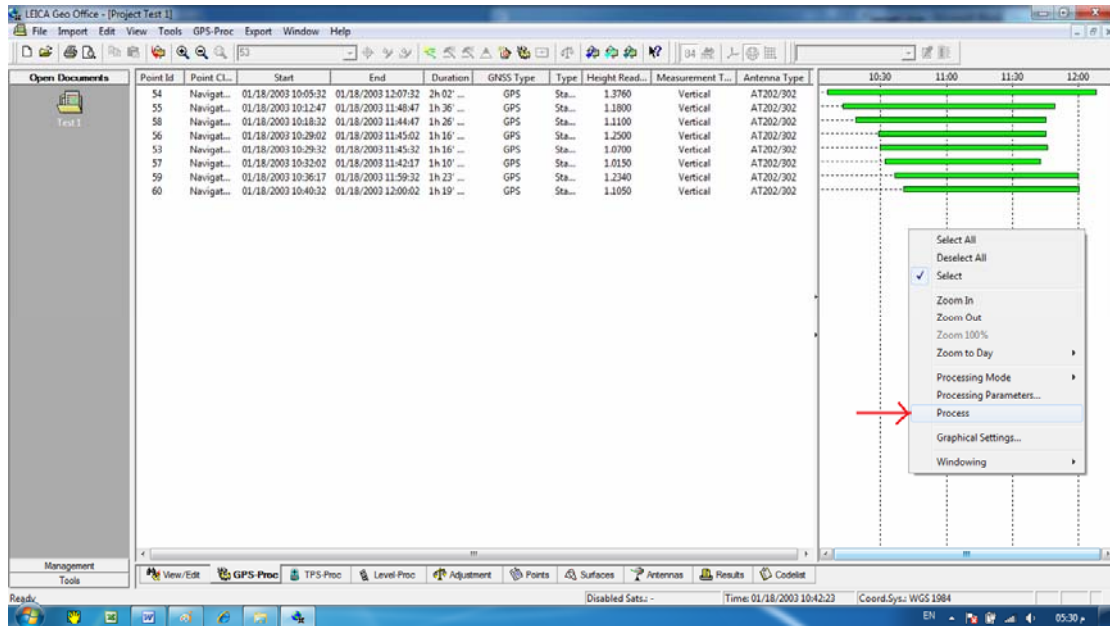 LEICA Geo Office - [Project Test 1]
File Import Edit View Tools GPS-Proc Export Window Help
53
Open Documents
Test 1
Point Id Point Cl... Start End Duration GNSS Type Type Height Read... Measurement T... Antenna Type
10:30 11:00 11:30 12:00
54 Navigat... 01/18/2003 10:05:32 01/18/2003 12:07:32 2h 02' ... GPS Sta... 1.3760 Vertical AT202/302
55 Navigat... 01/18/2003 10:12:47 01/18/2003 11:48:47 1h 36' ... GPS Sta... 1.1800 Vertical AT202/302
58 Navigat... 01/18/2003 10:18:32 01/18/2003 11:44:47 1h 26' ... GPS Sta... 1.1100 Vertical AT202/302
56 Navigat... 01/18/2003 10:29:02 01/18/2003 11:45:02 1h 16' ... GPS Sta... 1.2500 Vertical AT202/302
53 Navigat... 01/18/2003 10:29:32 01/18/2003 11:45:32 1h 16' ... GPS Sta... 1.0700 Vertical AT202/302
57 Navigat... 01/18/2003 10:32:02 01/18/2003 11:42:17 1h 10' ... GPS Sta... 1.0150 Vertical AT202/302
59 Navigat... 01/18/2003 10:36:17 01/18/2003 11:59:32 1h 23' ... GPS Sta... 1.2340 Vertical AT202/302
60 Navigat... 01/18/2003 10:40:32 01/18/2003 12:00:02 1h 19' ... GPS Sta... 1.1050 Vertical AT202/302
Select All
Deselect All
Select
Zoom In
Zoom Out
Zoom 100%
Zoom to Day
Processing Mode
Processing Parameters...
Process
Graphical Settings...
Windowing
Management
Tools
View/Edit GPS-Proc TPS-Proc Level-Proc Adjustment Points Surfaces Antennas Results Codelist
Ready
Disabled Sats.: - Time: 01/18/2003 10:42:23 Coord.Sys.: WGS 1984
EN 05:30 م